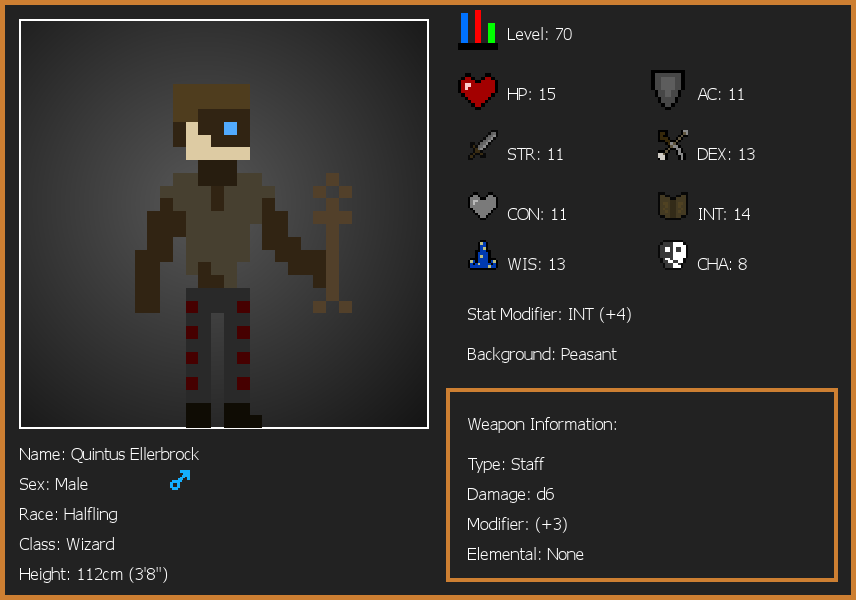 Level: 70
HP: 15
AC: 11
STR: 11
DEX: 13
CON: 11
INT: 14
WIS: 13
CHA: 8
Stat Modifier: INT (+4)
Background: Peasant
Weapon Information:
Type: Staff
Damage: d6
Modifier: (+3)
Elemental: None
Name: Quintus Ellerbrock
Sex: Male
Race: Halfling
Class: Wizard
Height: 112cm (3'8")